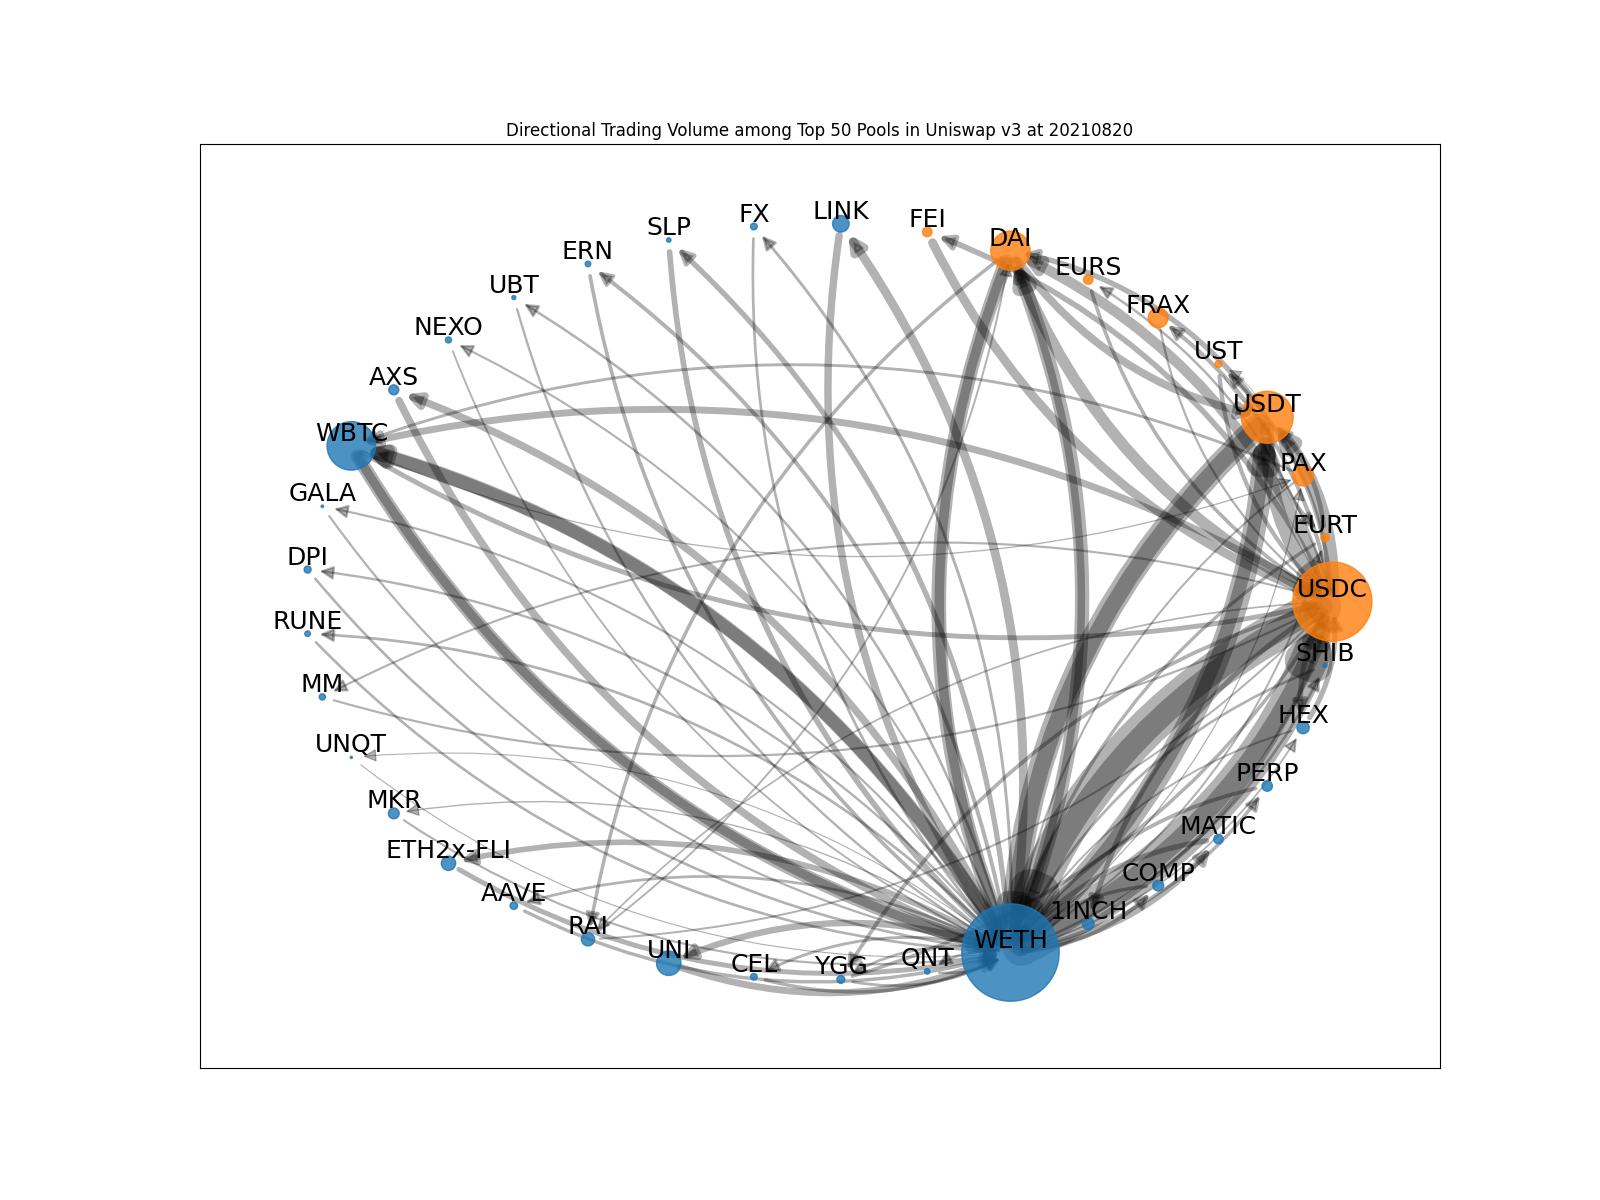 Directional Trading Volume among Top 50 Pools in Uniswap v3 at 20210820
LINK
FX
FEI
SLP
DAI
ERN
EURS
UBT
FRAX
NEXO
UST
AXS
USDT
WBTC
PAX
GALA
EURT
DPI
USDC
RUNE
SHIB
MM
HEX
UNQT
PERP
MKR
MATIC
ETH2x-FLI
COMP
AAVE
1INCH
RAI
WETH
UNI
QNT
CEL
YGG